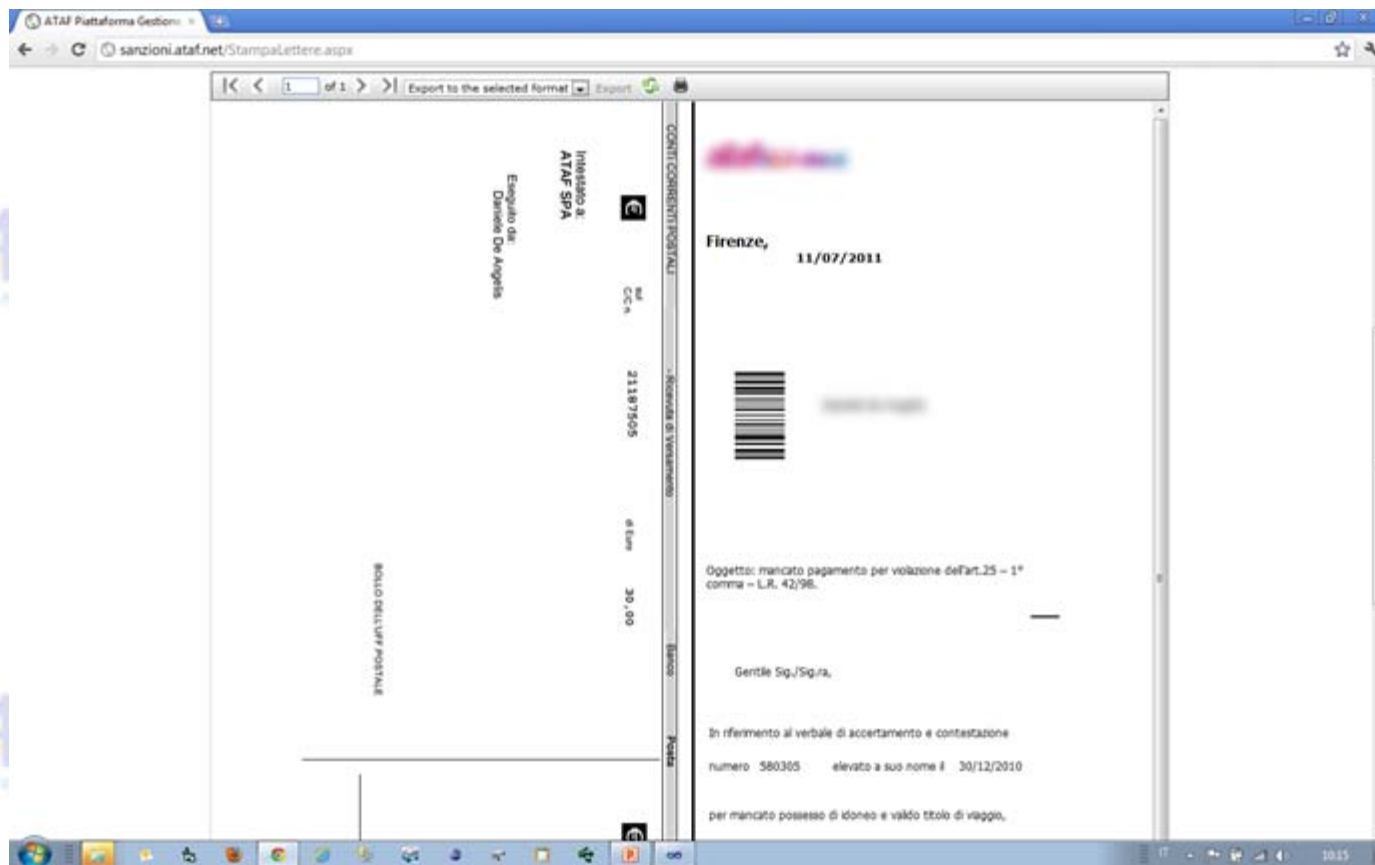 ATAF Piattaforma Gestion
sanzioni.ataf.net/StampaLettere.aspx
1 of 1 Export to the selected format Export
CONTI CORRENTI POSTALI - Ricevuta di Versamento Banco Posta
sul C/C n. 21187505 di Euro 30,00
Intestato a:
ATAF SPA
Eseguito da:
Daniele De Angelis
BOLLO DELL'UFF POSTALE
Firenze,
11/07/2011
Oggetto: mancato pagamento per violazione dell'art.25 – 1°
comma – L.R. 42/98.
Gentile Sig./Sig.ra,
In riferimento al verbale di accertamento e contestazione
numero 580305 elevato a suo nome il 30/12/2010
per mancato possesso di idoneo e valido titolo di viaggio,
IT 10:15